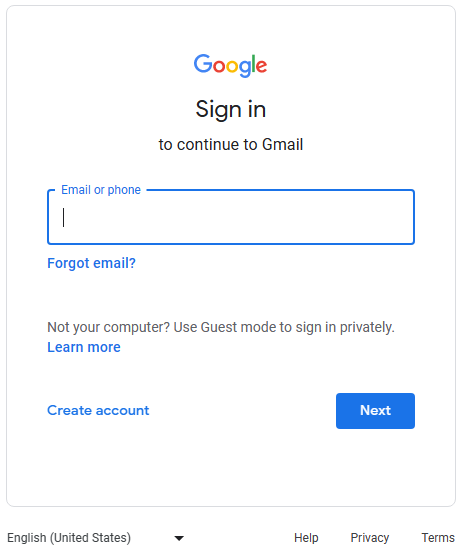 Google
Sign in
to continue to Gmail
Email or phone
Forgot email?
Not your computer? Use Guest mode to sign in privately.
Learn more
Create account
Next
English (United States)
Help
Privacy
Terms